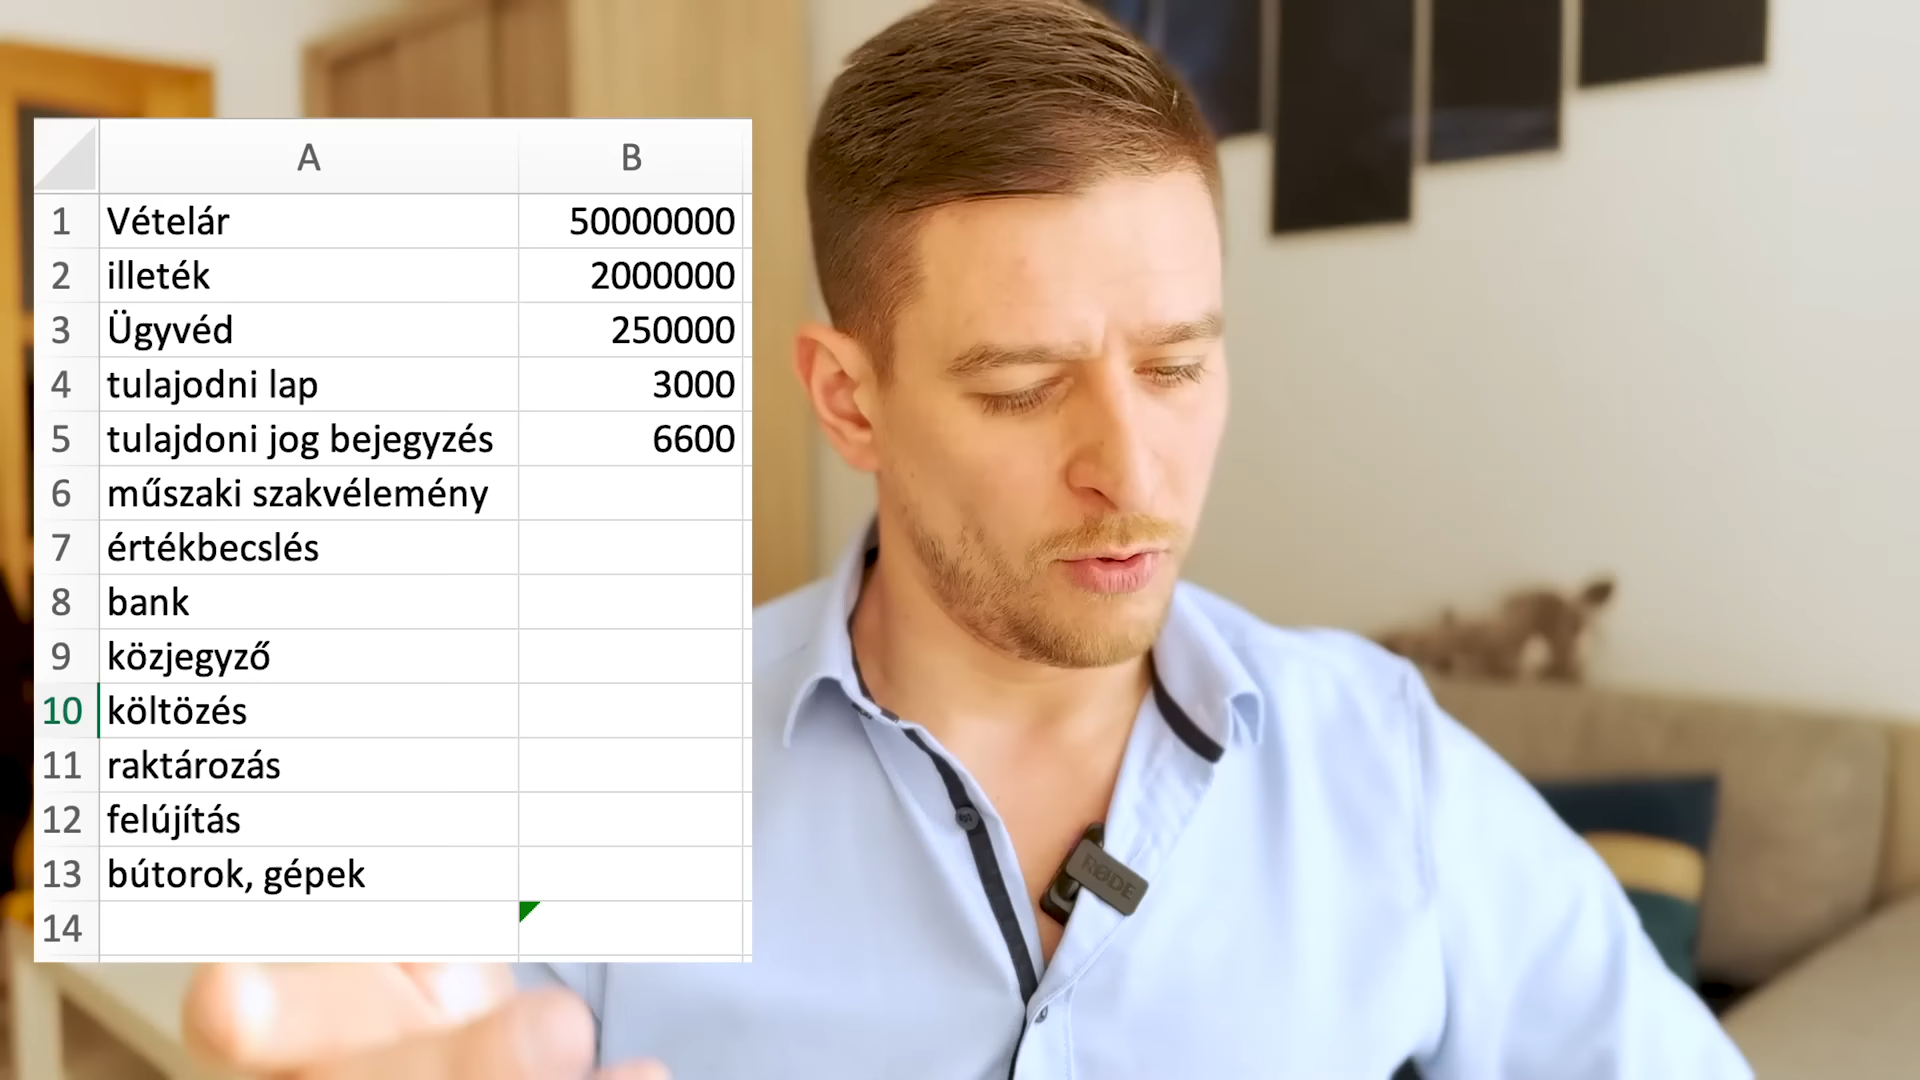 A B
1 Vételár 50000000
2 illeték 2000000
3 Ügyvéd 250000
4 tulajodni lap 3000
5 tulajdoni jog bejegyzés 6600
6 műszaki szakvélemény
7 értékbecslés
8 bank
9 közjegyző
10 költözés
11 raktározás
12 felújítás
13 bútorok, gépek
14
RØDE